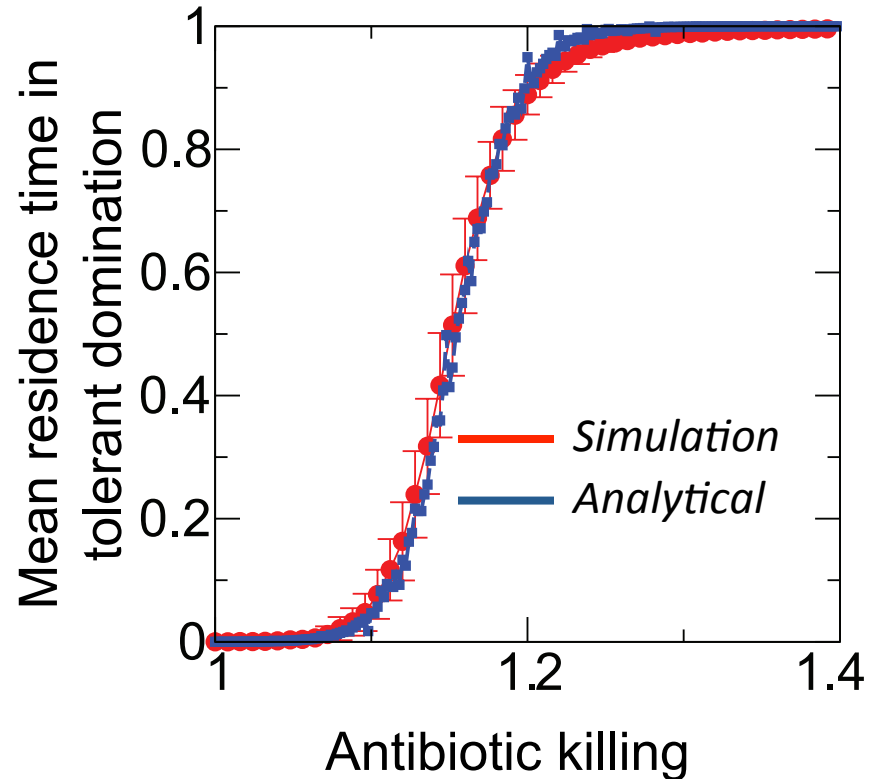 Mean residence time in
tolerant domination
1
0.8
0.6
0.4
0.2
0
1
1.2
1.4
Simulation
Analytical
Antibiotic killing